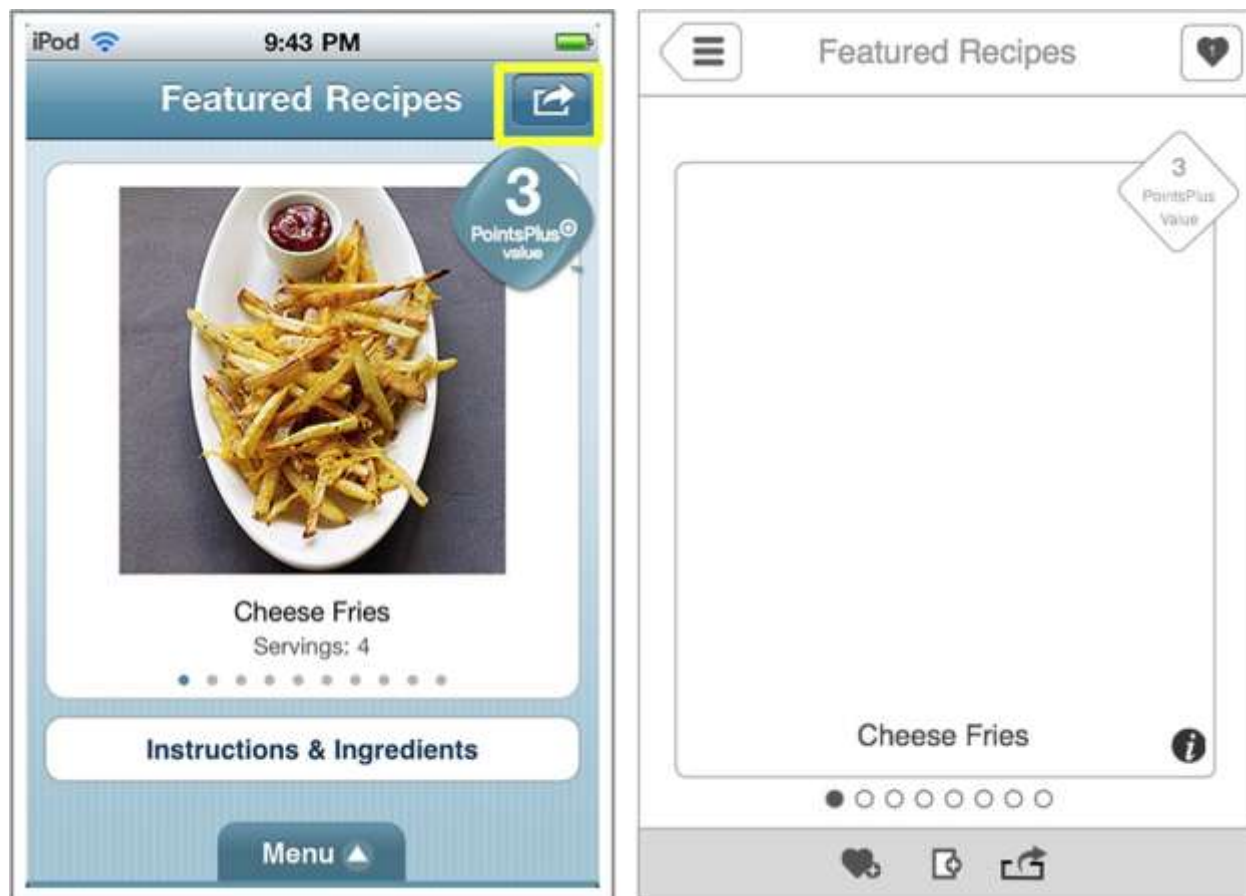 iPod 9:43 PM
Featured Recipes
3
PointsPlus
value
Cheese Fries
Servings: 4
Instructions & Ingredients
Menu
Featured Recipes
1
3
PointsPlus
Value
Cheese Fries
i